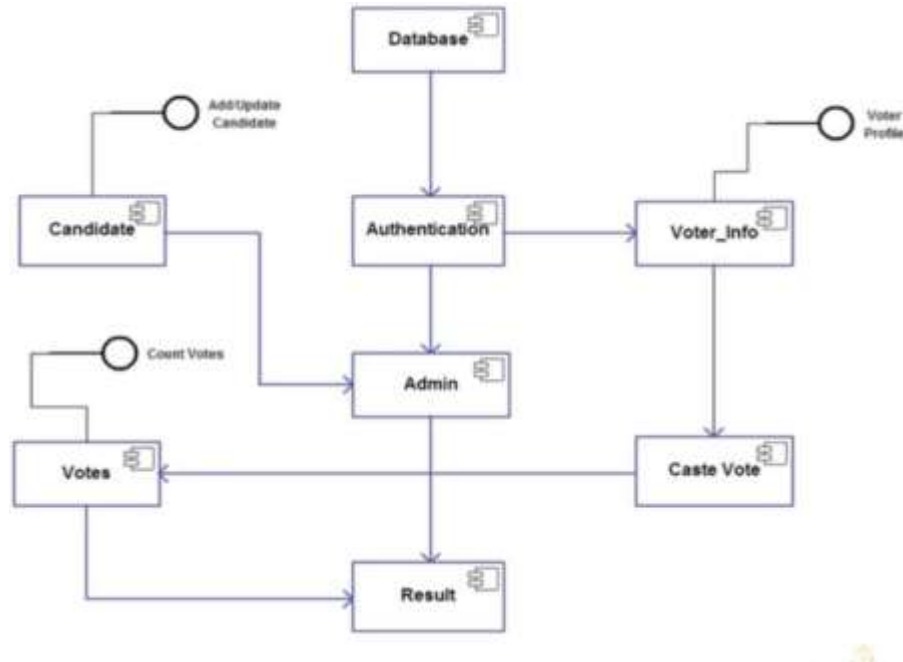 Database
Add/Update
Candidate
Voter
Profile
Candidate
Authentication
Voter_Info
Count Votes
Admin
Votes
Caste Vote
Result